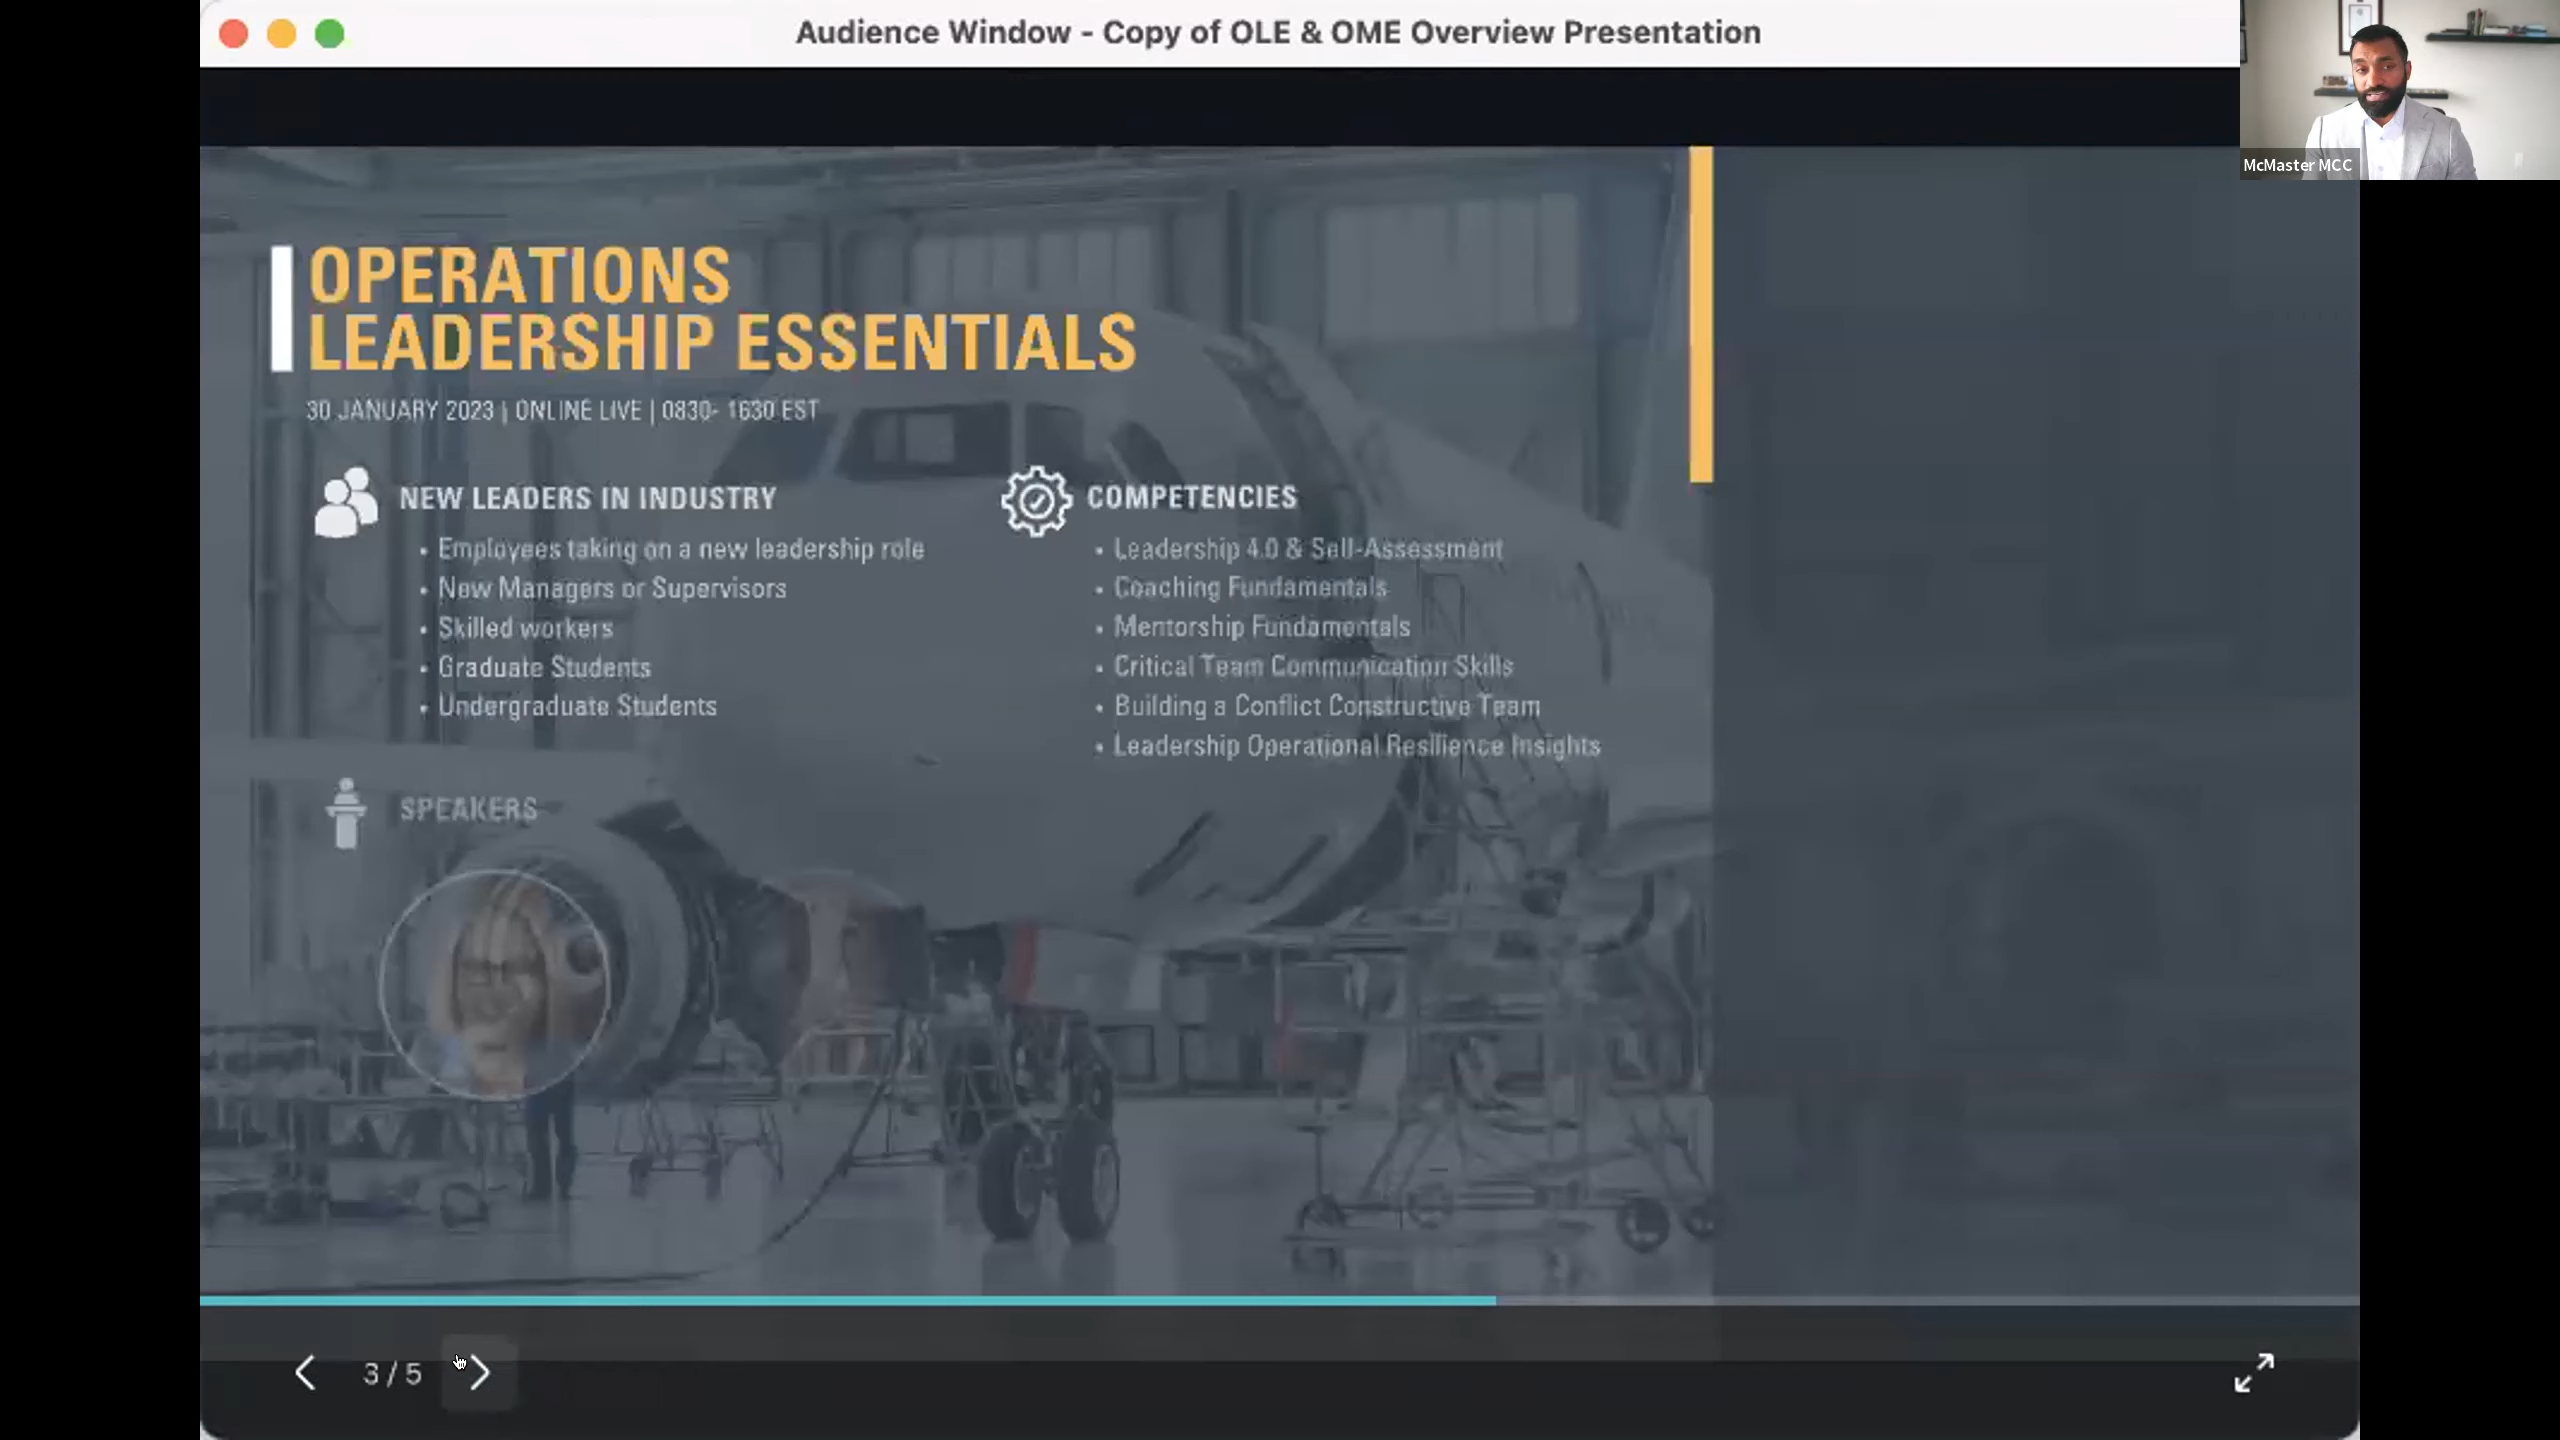 Audience Window - Copy of OLE & OME Overview Presentation
McMaster MCC
OPERATIONS
LEADERSHIP ESSENTIALS
30 JANUARY 2023 | ONLINE LIVE | 0830- 1630 EST
NEW LEADERS IN INDUSTRY
• Employees taking on a new leadership role
• New Managers or Supervisors
• Skilled workers
• Graduate Students
• Undergraduate Students
COMPETENCIES
• Leadership 4.0 & Self-Assessment
• Coaching Fundamentals
• Mentorship Fundamentals
• Critical Team Communication Skills
• Building a Conflict Constructive Team
• Leadership Operational Resilience Insights
SPEAKERS
3 / 5